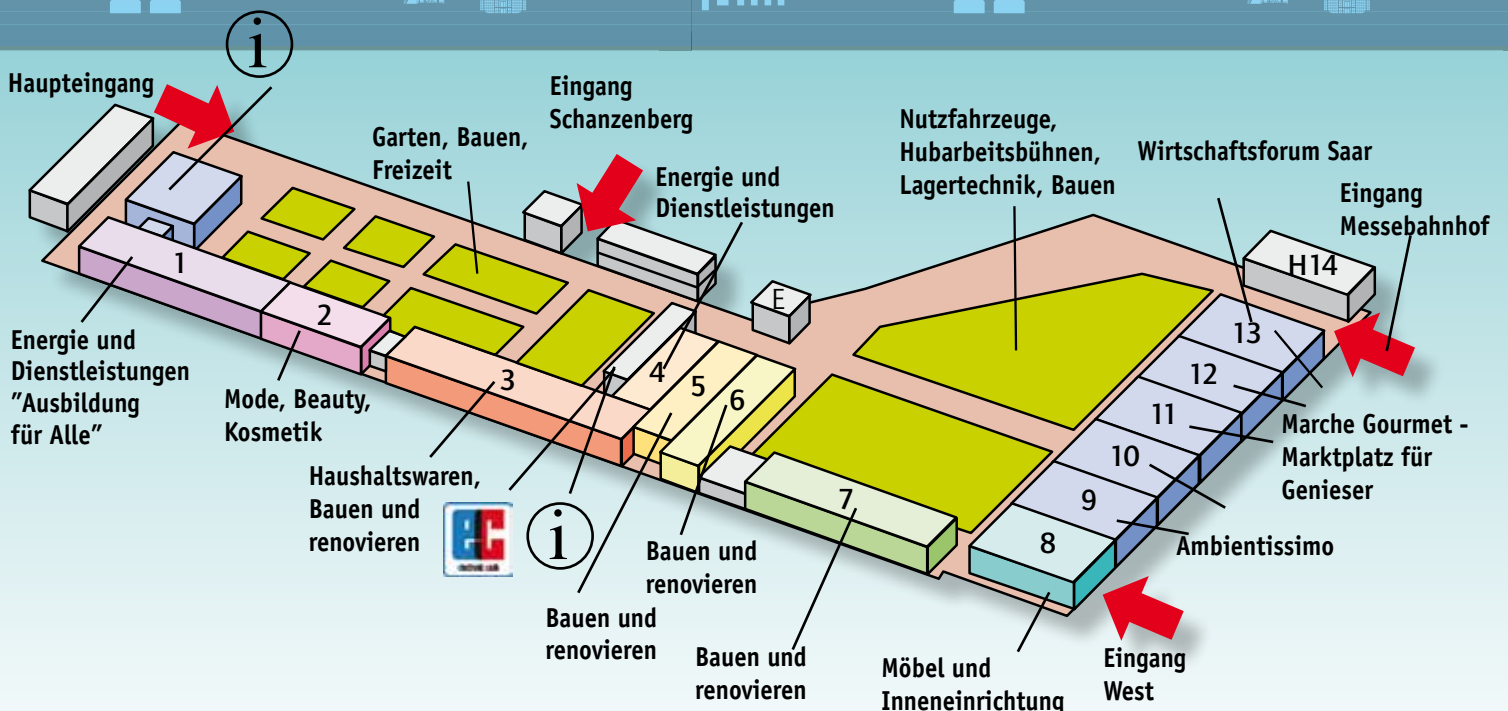 i
Haupteingang
Eingang
Schanzenberg
Garten, Bauen,
Freizeit
Energie und
Dienstleistungen
Nutzfahrzeuge,
Hubarbeitsbühnen,
Lagertechnik, Bauen
Wirtschaftsforum Saar
Eingang
Messebahnhof
H14
E
1
2
3
4
5
6
7
8
9
10
11
12
13
Energie und
Dienstleistungen
"Ausbildung
für Alle"
Mode, Beauty,
Kosmetik
Haushaltswaren,
Bauen und
renovieren
ec
i
Bauen und
renovieren
Bauen und
renovieren
Bauen und
renovieren
Marche Gourmet -
Marktplatz für
Genieser
Ambientissimo
Möbel und
Inneneinrichtung
Eingang
West